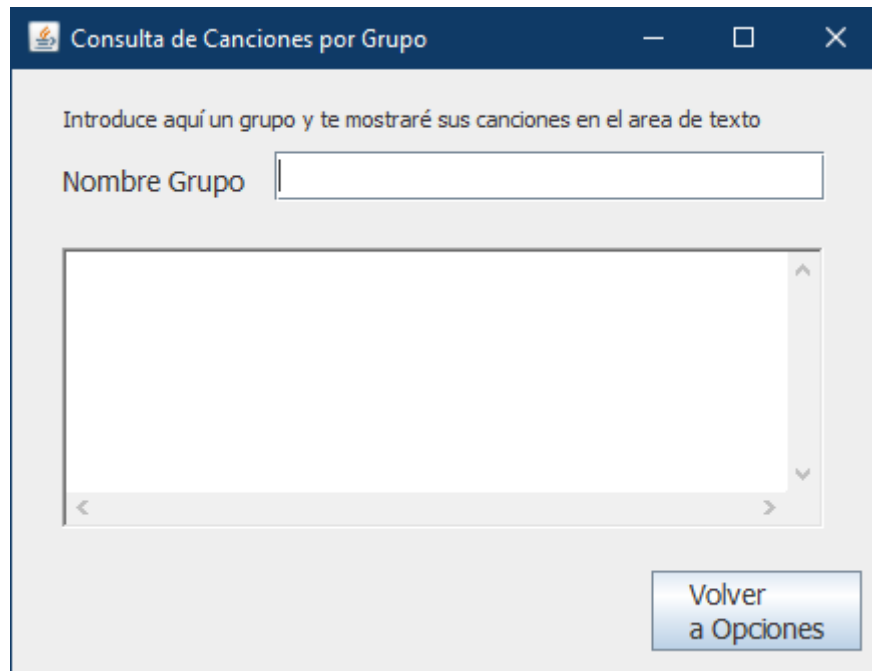 Consulta de Canciones por Grupo
Introduce aquí un grupo y te mostraré sus canciones en el area de texto
Nombre Grupo
Volver
a Opciones